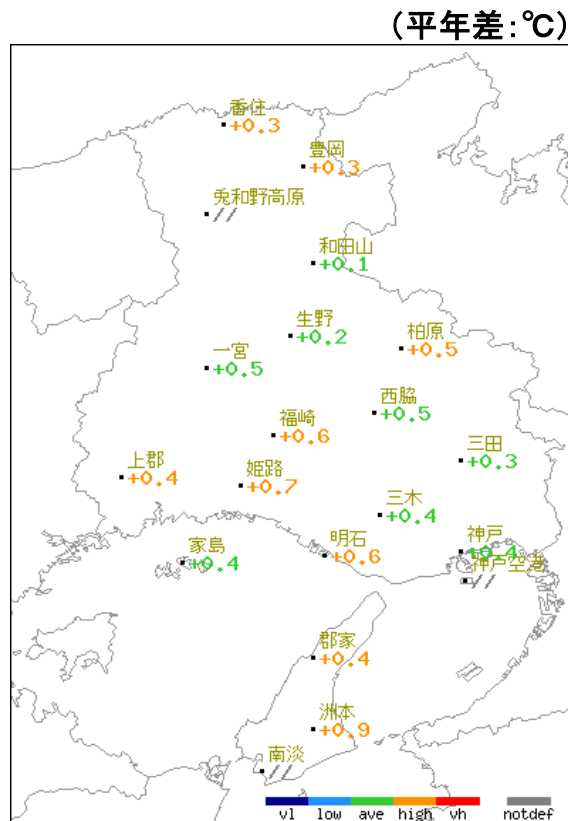 (平年差:℃)
香住
+0.3
豊岡
+0.3
兎和野高原
//
和田山
+0.1
生野
+0.2
柏原
+0.5
一宮
+0.5
西脇
+0.5
福崎
+0.6
三田
+0.3
上郡
+0.4
姫路
+0.7
三木
+0.4
家島
+0.4
明石
+0.6
神戸
+0.4
神戸空港
//
郡家
+0.4
洲本
+0.9
南淡
//
vl low ave high vh notdef